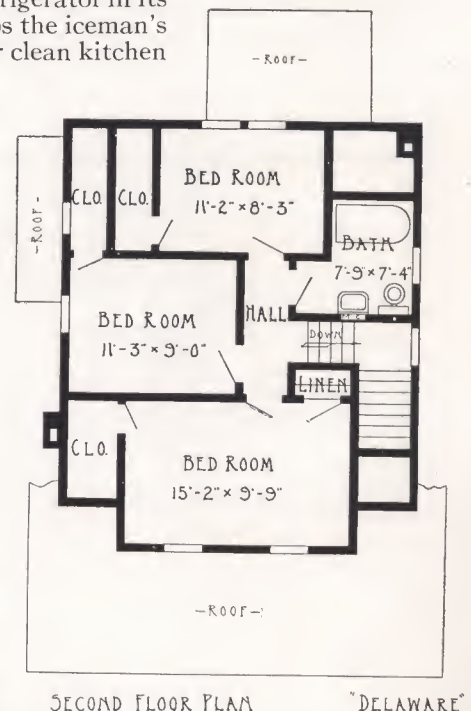 rigerator in its
s the iceman's
clean kitchen
-ROOF-
CLO.
CLO.
BED ROOM
11'-2" × 8'-3"
-ROOF-
BATH
7'-9" × 7'-4"
HALL
BED ROOM
11'-3" × 9'-0"
DOWN
LINEN
CLO.
BED ROOM
15'-2" × 9'-9"
-ROOF-
SECOND FLOOR PLAN
"DELAWARE"